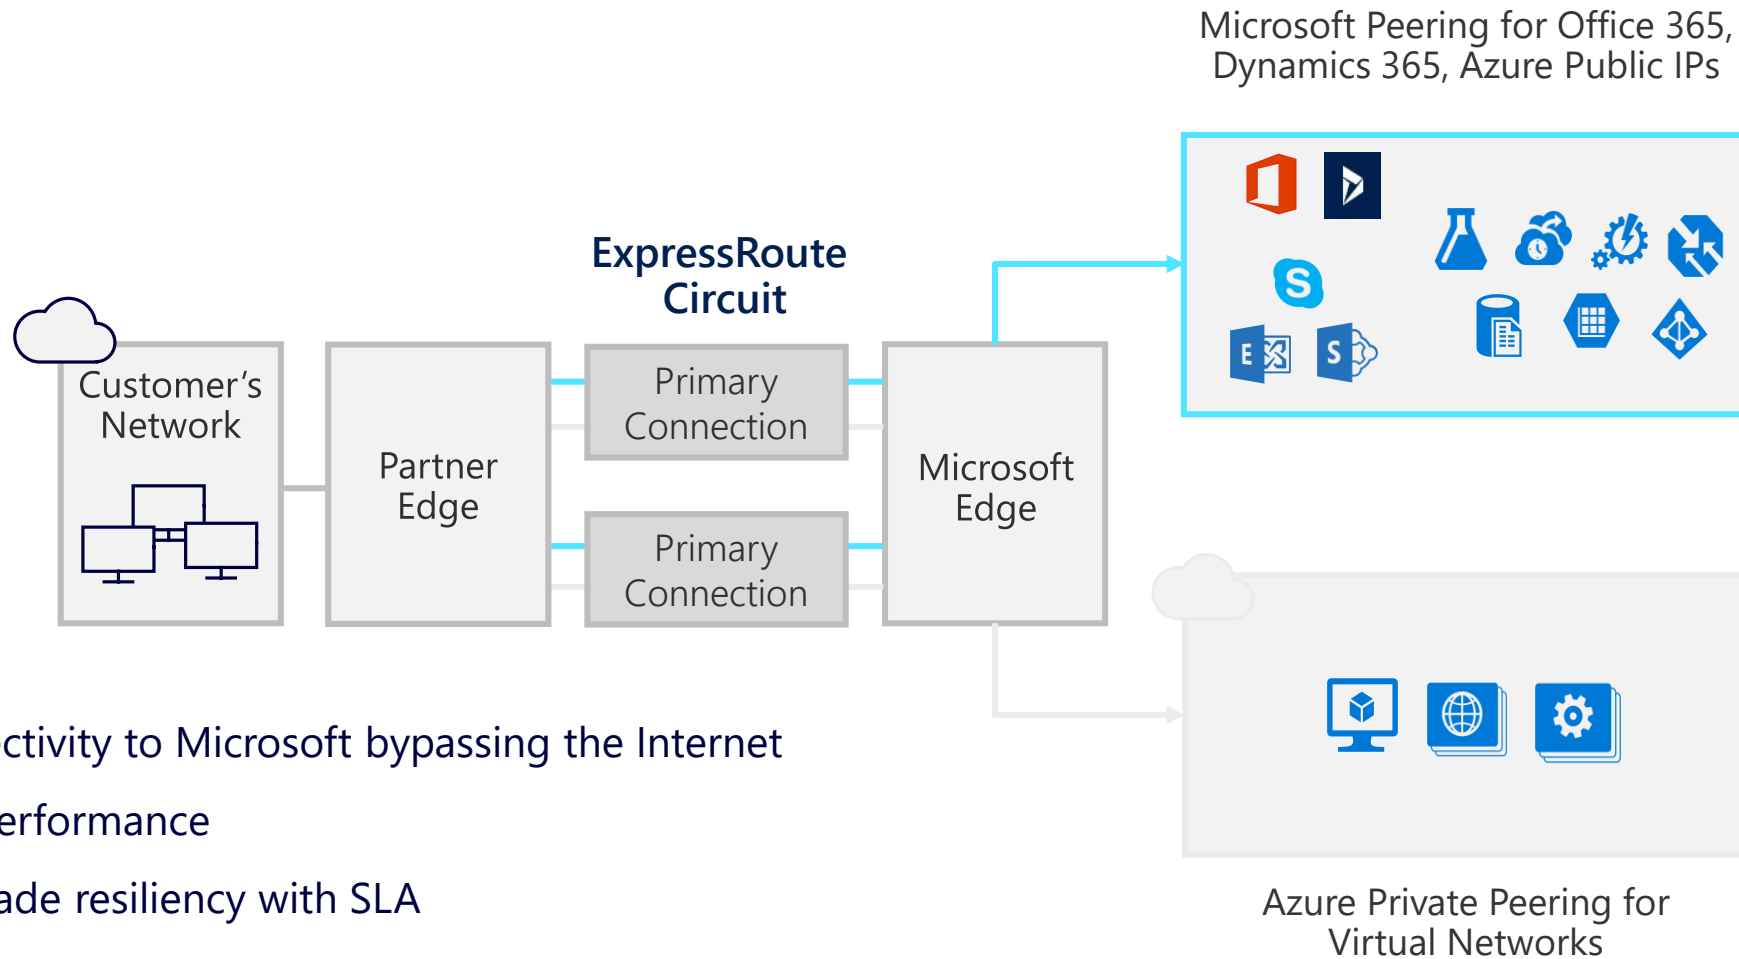 Microsoft Peering for Office 365,
Dynamics 365, Azure Public IPs
ExpressRoute
Circuit
Customer's
Network
Partner
Edge
Primary
Connection
Primary
Connection
Microsoft
Edge
E
S
S
ctivity to Microsoft bypassing the Internet
erformance
ade resiliency with SLA
Azure Private Peering for
Virtual Networks